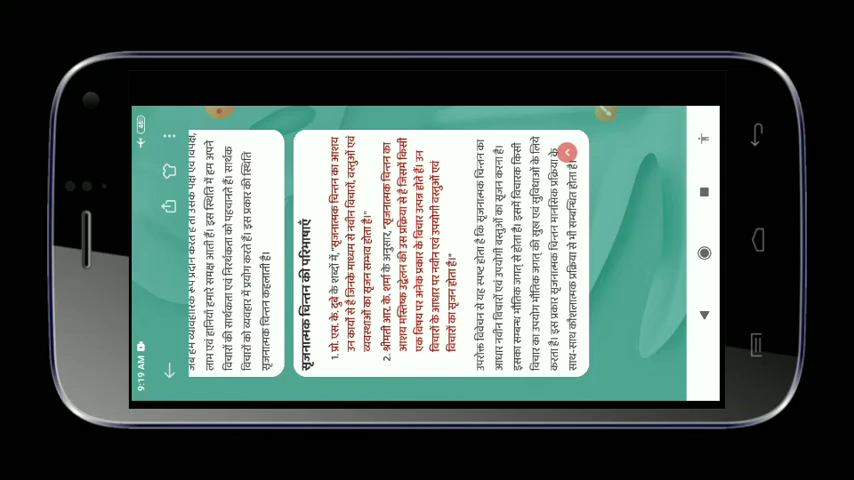 9:19 AM
48
जब हम व्यावहारिक रूप प्रदान करते हैं तो उसके पक्ष एवं विपक्ष,
लाभ एवं हानियाँ हमारे समक्ष आती हैं। इस स्थिति में हम अपने
विचारों की सार्थकता एवं निरर्थकता को पहचानते हैं। सार्थक
विचारों को व्यवहार में प्रयोग करते हैं। इस प्रकार की स्थिति
सृजनात्मक चिन्तन कहलाती है।
सृजनात्मक चिन्तन की परिभाषाएँ
1. प्रो. एस. के. दुबे के शब्दों में, "सृजनात्मक चिन्तन का आशय
उन कार्यों से है जिनके माध्यम से नवीन विचारों, वस्तुओं एवं
व्यवस्थाओं का सृजन सम्भव होता है।"
2. श्रीमती आर. के. शर्मा के अनुसार, "सृजनात्मक चिन्तन का
आशय मस्तिष्क उद्वेलन की उस प्रक्रिया से है जिसमें किसी
एक विषय पर अनेक प्रकार के विचार उत्पन्न होते हैं। उन
विचारों के आधार पर नवीन एवं उपयोगी वस्तुओं एवं
विचारों का सृजन होता है।"
उपरोक्त विवेचन से यह स्पष्ट होता है कि सृजनात्मक चिन्तन का
आधार नवीन विचारों एवं उपयोगी वस्तुओं का सृजन करना है।
इसका सम्बन्ध भौतिक जगत् से होता है। इसमें विचारक किसी
विचार का उपयोग भौतिक जगत् की सुख एवं सुविधाओं के लिये
करता है। इस प्रकार सृजनात्मक चिन्तन मानसिक प्रक्रिया के
साथ-साथ कौशलात्मक प्रक्रिया से भी सम्बन्धित होता है।